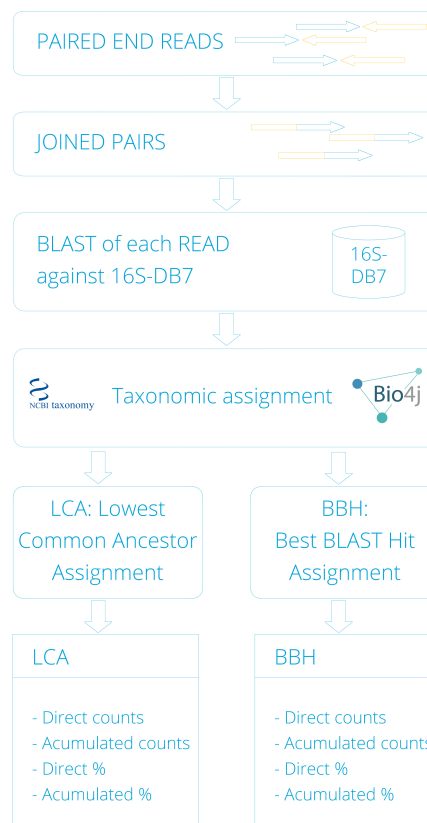 PAIRED END READS
JOINED PAIRS
BLAST of each READ
against 16S-DB7
16S-
DB7
NCBI taxonomy
Taxonomic assignment
Bio4j
LCA: Lowest
Common Ancestor
Assignment
BBH:
Best BLAST Hit
Assignment
LCA
- Direct counts
- Acumulated counts
- Direct %
- Acumulated %
BBH
- Direct counts
- Acumulated counts
- Direct %
- Acumulated %